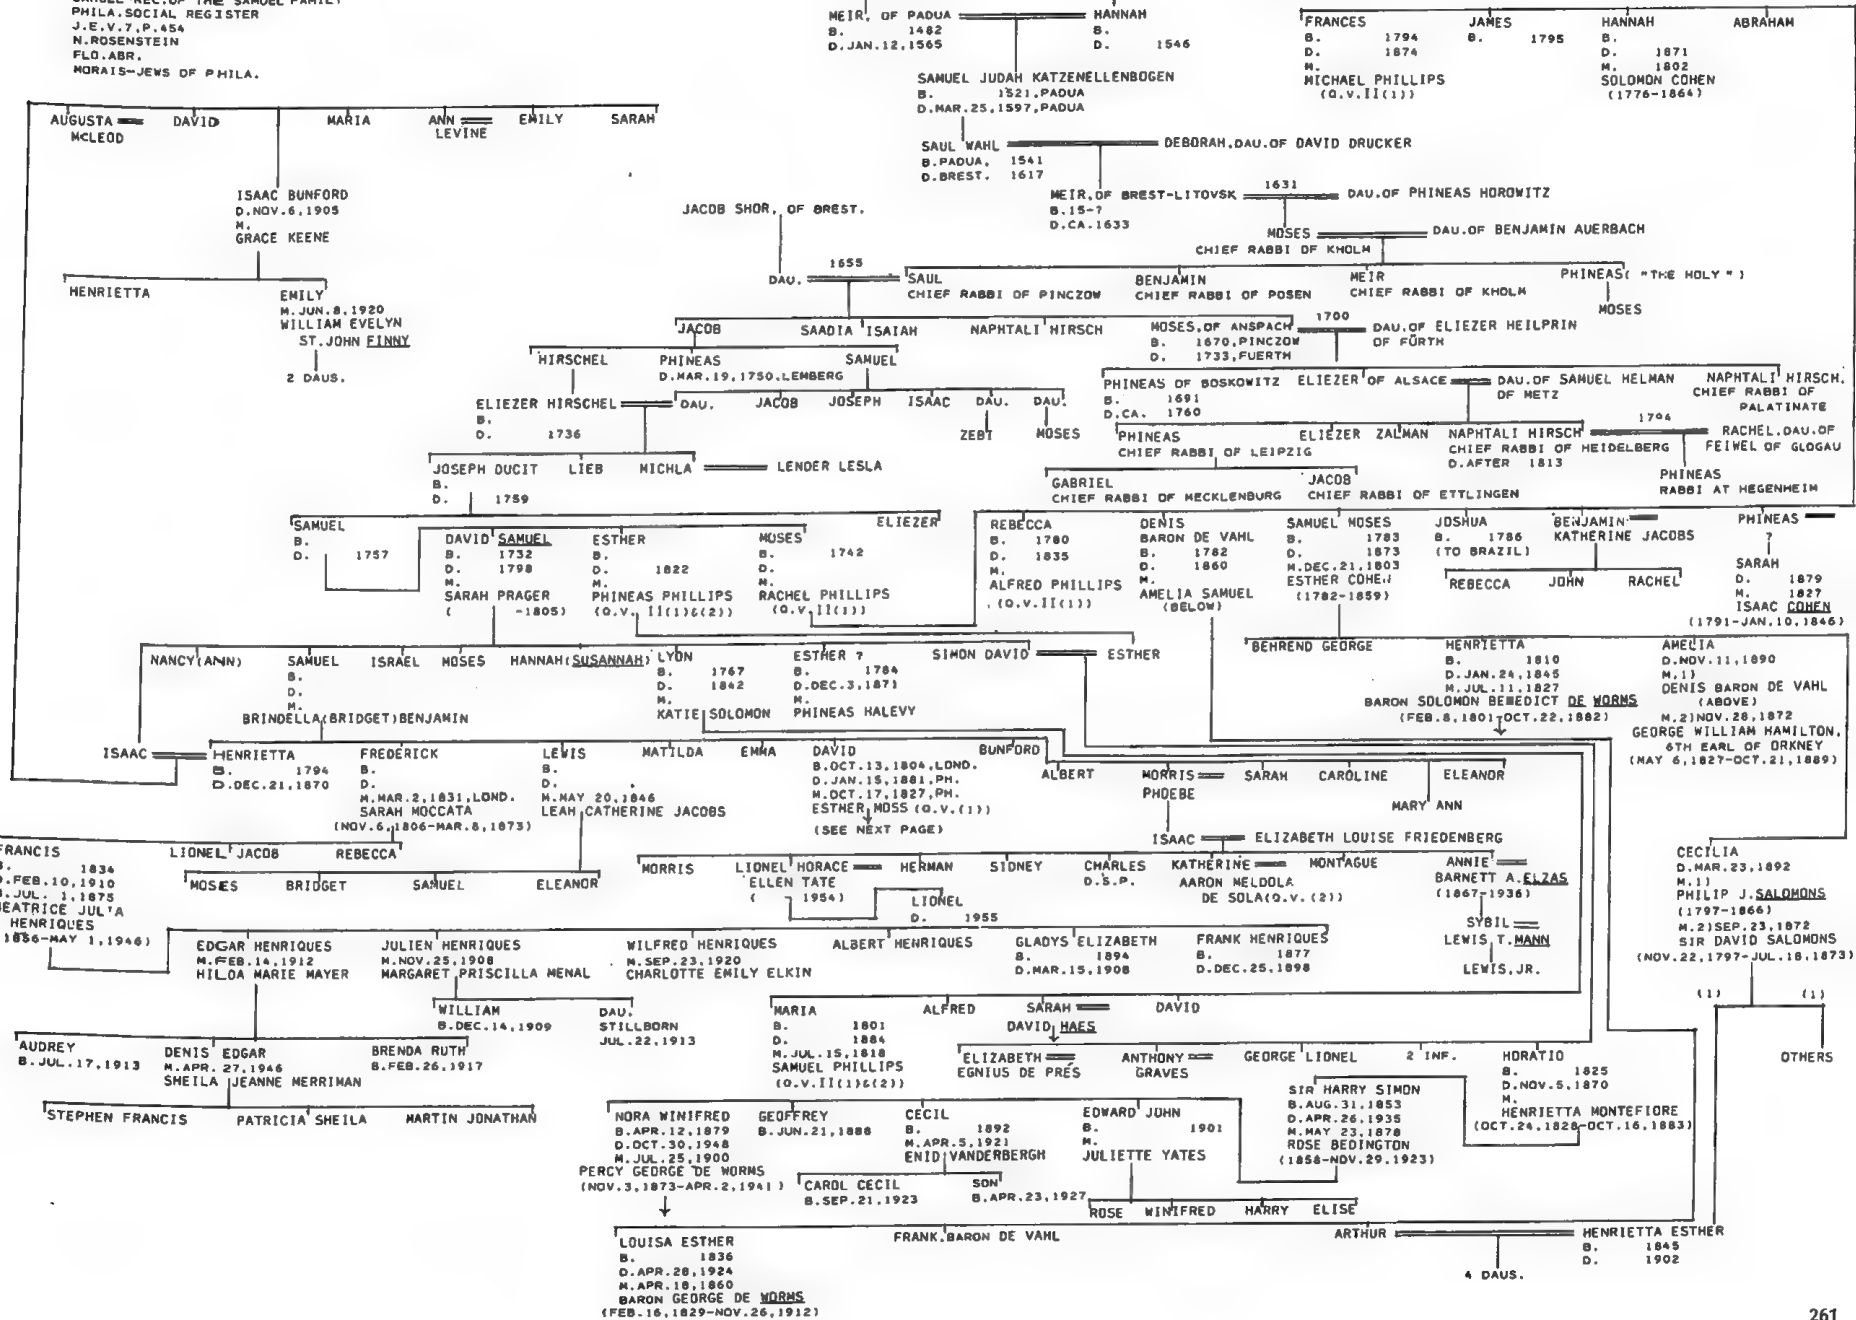 PHILA.SOCIAL REGISTER
J.E.V.7,P.454
N.ROSENSTEIN
FLO.ABR.
MORAIS-JEWS OF PHILA.
MEIR, OF PADUA
B. 1482
D.JAN.12,1565
HANNAH
B.
D. 1546
FRANCES
B. 1794
D. 1874
M.
MICHAEL PHILLIPS
(Q.V.II(1))
JAMES
B. 1795
HANNAH
B.
D. 1871
M. 1802
SOLOMON COHEN
(1776-1864)
ABRAHAM
SAMUEL JUDAH KATZENELLENBOGEN
B. 1521,PADUA
D.MAR.25,1597,PADUA
AUGUSTA
MCLEOD
DAVID
MARIA
ANN
LEVINE
EMILY
SARAH
SAUL WAHL
B.PADUA, 1541
D.BREST. 1617
DEBORAH,DAU.OF DAVID DRUCKER
ISAAC BUNFORD
D.NOV.6,1905
M.
GRACE KEENE
JACOB SHOR, OF BREST.
MEIR,OF BREST-LITOVSK
B.15-?
D.CA.1633
1631
DAU.OF PHINEAS HOROWITZ
MOSES
CHIEF RABBI OF KHOLM
DAU.OF BENJAMIN AUERBACH
HENRIETTA
EMILY
M.JUN.8,1920
WILLIAM EVELYN
ST.JOHN FINNY
2 DAUS.
DAU.
1655
SAUL
CHIEF RABBI OF PINCZOW
BENJAMIN
CHIEF RABBI OF POSEN
MEIR
CHIEF RABBI OF KHOLM
PHINEAS( "THE HOLY" )
MOSES
JACOB
SAADIA ISAIAH
NAPHTALI HIRSCH
MOSES,OF ANSPACH
B. 1670,PINCZOW
D. 1733,FUERTH
1700
DAU.OF ELIEZER HEILPRIN
OF FÜRTH
HIRSCHEL
PHINEAS
D.MAR.19,1750,LEMBERG
SAMUEL
PHINEAS OF BOSKOWITZ
B. 1691
D.CA. 1760
ELIEZER OF ALSACE
DAU.OF SAMUEL HELMAN
OF METZ
NAPHTALI HIRSCH,
CHIEF RABBI OF
PALATINATE
ELIEZER HIRSCHEL
B.
D. 1736
DAU.
JACOB
JOSEPH
ISAAC
DAU.
DAU.
ZEBI
MOSES
PHINEAS
CHIEF RABBI OF LEIPZIG
ELIEZER
ZALMAN
NAPHTALI HIRSCH
CHIEF RABBI OF HEIDELBERG
D.AFTER 1813
1794
RACHEL,DAU.OF
FEIWEL OF GLOGAU
PHINEAS
RABBI AT HEGENHEIM
JOSEPH DUCIT
B.
D. 1759
LIEB
MICHLA
LENDER LESLA
GABRIEL
CHIEF RABBI OF MECKLENBURG
JACOB
CHIEF RABBI OF ETTLINGEN
SAMUEL
B.
D. 1757
ELIEZER
DAVID SAMUEL
B. 1732
D. 1798
M.
SARAH PRAGER
( -1805)
ESTHER
B.
D. 1822
M.
PHINEAS PHILLIPS
(Q.V. II(1)&(2))
MOSES
B. 1742
D.
M.
RACHEL PHILLIPS
(Q.V.II(1))
REBECCA
B. 1780
D. 1835
M.
ALFRED PHILLIPS
(Q.V.II(1))
DENIS
BARON DE VAHL
B. 1782
D. 1860
M.
AMELIA SAMUEL
(BELOW)
SAMUEL MOSES
B. 1783
D. 1873
M.DEC.21,1803
ESTHER COHEN
(1782-1859)
JOSHUA
B. 1786
(TO BRAZIL)
BENJAMIN
KATHERINE JACOBS
PHINEAS
?
REBECCA
JOHN
RACHEL
SARAH
D. 1879
M. 1827
ISAAC COHEN
(1791-JAN.10,1846)
NANCY(ANN)
SAMUEL
B.
D.
M.
BRINDELLA(BRIDGET)BENJAMIN
ISRAEL
MOSES
HANNAH(SUSANNAH)
LYON
B. 1767
D. 1842
M.
KATIE SOLOMON
ESTHER ?
B. 1784
D.DEC.3,1871
M.
PHINEAS HALEVY
SIMON DAVID
ESTHER
BEHREND GEORGE
HENRIETTA
B. 1810
D.JAN.24,1845
M.JUL.11,1827
BARON SOLOMON BENEDICT DE WORMS
(FEB.8,1801-OCT.22,1882)
AMELIA
D.NOV.11,1890
M.1)
DENIS BARON DE VAHL
(ABOVE)
M.2)NOV.28,1872
GEORGE WILLIAM HAMILTON,
6TH EARL OF ORKNEY
(MAY 6,1827-OCT.21,1889)
ISAAC
HENRIETTA
B. 1794
D.DEC.21,1870
FREDERICK
B.
D.
M.MAR.2,1831,LOND.
SARAH MOCCATA
(NOV.6,1806-MAR.8,1873)
LEWIS
B.
D.
M.MAY 20,1846
LEAH CATHERINE JACOBS
MATILDA
EMMA
DAVID
B.OCT.13,1804,LOND.
D.JAN.15,1881,PH.
M.OCT.17,1827,PH.
ESTHER MOSS (Q.V.(1))
(SEE NEXT PAGE)
BUNFORD
ALBERT
MORRIS
PHOEBE
SARAH
CAROLINE
MARY ANN
ELEANOR
ISAAC
ELIZABETH LOUISE FRIEDENBERG
FRANCIS
1834
D.FEB.10,1910
JUL. 1,1875
BEATRICE JULIA
HENRIQUES
1856-MAY 1,1946)
LIONEL JACOB
REBECCA
MOSES
BRIDGET
SAMUEL
ELEANOR
MORRIS
LIONEL HORACE
ELLEN TATE
( - 1954)
HERMAN
LIONEL
D. 1955
SIDNEY
CHARLES
D.S.P.
KATHERINE
AARON MELDOLA
DE SOLA(Q.V.(2))
MONTAGUE
ANNIE
BARNETT A.ELZAS
(1867-1936)
SYBIL
LEWIS T.MANN
LEWIS,JR.
CECILIA
D.MAR.23,1892
M.1)
PHILIP J.SALOMONS
(1797-1866)
M.2)SEP.23,1872
SIR DAVID SALOMONS
(NOV.22,1797-JUL.18,1873)
(1)
(1)
OTHERS
EDGAR HENRIQUES
M.FEB.14,1912
HILDA MARIE MAYER
JULIEN HENRIQUES
M.NOV.25,1908
MARGARET PRISCILLA MENAL
WILFRED HENRIQUES
M.SEP.23,1920
CHARLOTTE EMILY ELKIN
ALBERT HENRIQUES
GLADYS ELIZABETH
B. 1894
D.MAR.15,1908
FRANK HENRIQUES
B. 1877
D.DEC.25,1898
WILLIAM
B.DEC.14,1909
DAU.
STILLBORN
JUL.22,1913
MARIA
B. 1801
D. 1884
M.JUL.15,1818
SAMUEL PHILLIPS
(Q.V.II(1)&(2))
ALFRED
SARAH
DAVID HAES
DAVID
AUDREY
B.JUL.17,1913
DENIS EDGAR
M.APR. 27,1946
SHEILA JEANNE MERRIMAN
BRENDA RUTH
B.FEB.26,1917
ELIZABETH
EGNIUS DE PRÉS
ANTHONY
GRAVES
GEORGE LIONEL
2 INF.
HORATIO
B. 1825
D.NOV.5,1870
M.
HENRIETTA MONTEFIORE
(OCT.24,1828-OCT.16,1883)
STEPHEN FRANCIS
PATRICIA SHEILA
MARTIN JONATHAN
NORA WINIFRED
B.APR.12,1879
D.OCT.30,1948
M.JUL.25,1900
PERCY GEORGE DE WORMS
(NOV.3,1873-APR.2,1941)
GEOFFREY
B.JUN.21,1888
CECIL
B. 1892
M.APR.5,1921
ENID VANDERBERGH
EDWARD JOHN
B. 1901
M.
JULIETTE YATES
SIR HARRY SIMON
B.AUG.31,1853
D.APR.26,1935
M.MAY 23,1878
ROSE BEDINGTON
(1858-NOV.29,1923)
CAROL CECIL
B.SEP.21,1923
SON
B.APR.23,1927
ROSE
WINIFRED
HARRY
ELISE
LOUISA ESTHER
B. 1836
D.APR.28,1924
M.APR.18,1860
BARON GEORGE DE WORMS
(FEB.16,1829-NOV.26,1912)
FRANK,BARON DE VAHL
ARTHUR
HENRIETTA ESTHER
B. 1845
D. 1902
4 DAUS.
261